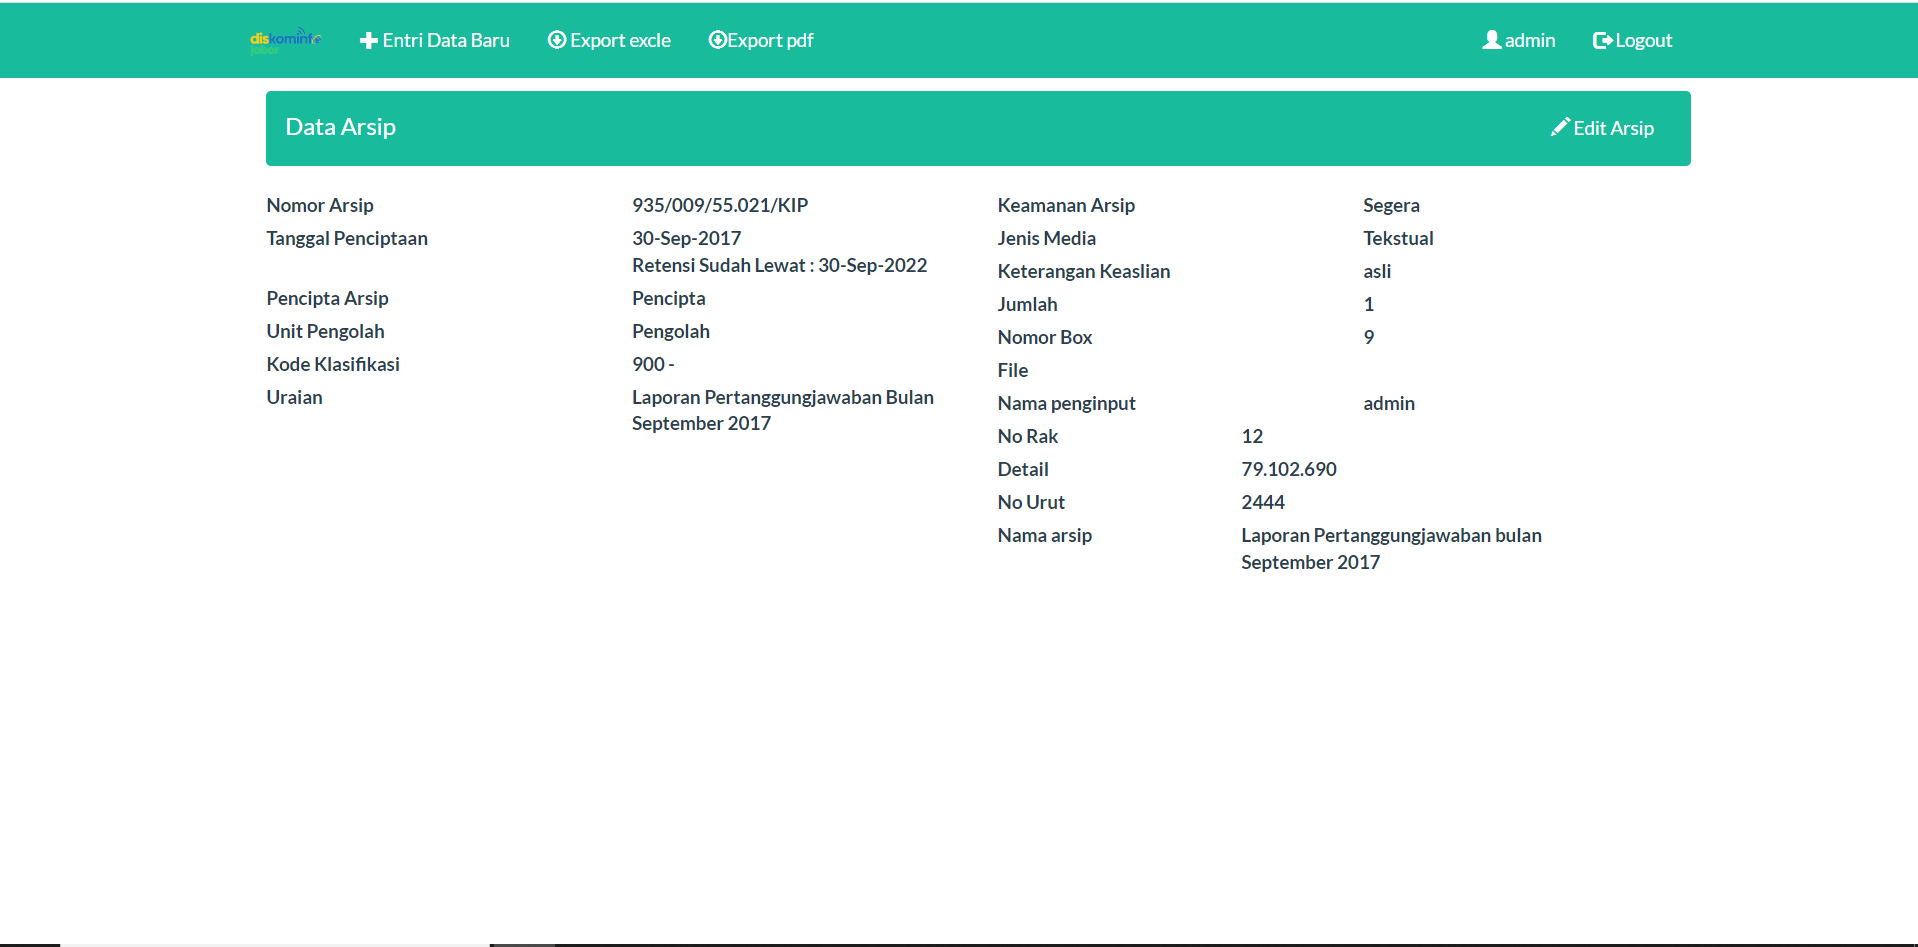 diskominfo
jabar
Entri Data Baru
Export excle
Export pdf
admin
Logout
Data Arsip
Edit Arsip
Nomor Arsip 935/009/55.021/KIP
Tanggal Penciptaan 30-Sep-2017
Retensi Sudah Lewat : 30-Sep-2022
Pencipta Arsip Pencipta
Unit Pengolah Pengolah
Kode Klasifikasi 900 -
Uraian Laporan Pertanggungjawaban Bulan
September 2017
Keamanan Arsip Segera
Jenis Media Tekstual
Keterangan Keaslian asli
Jumlah 1
Nomor Box 9
File
Nama penginput admin
No Rak 12
Detail 79.102.690
No Urut 2444
Nama arsip Laporan Pertanggungjawaban bulan
September 2017